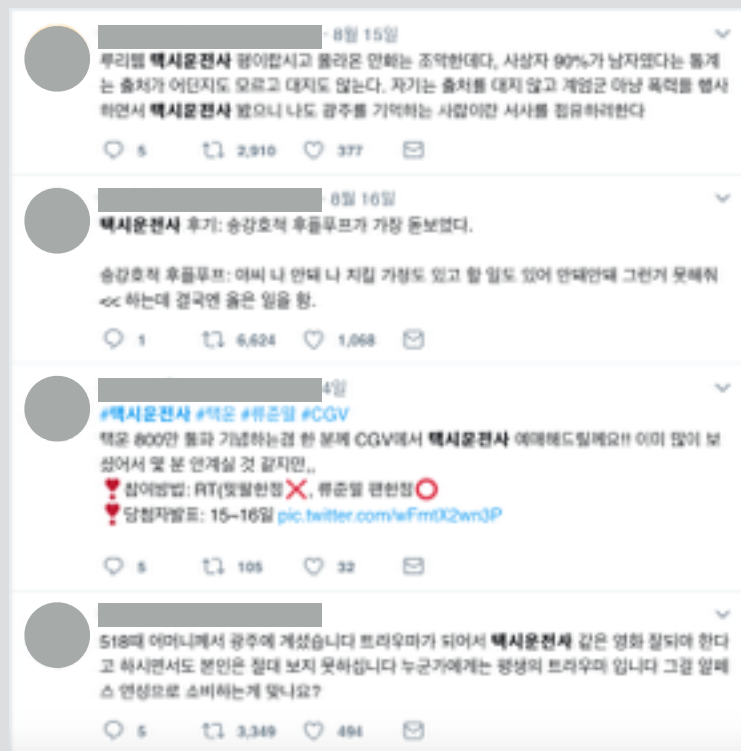 · 8월 15일
루리웹 택시운전사 평이랍시고 올라온 만화는 조악한데다, 사상자 90%가 남자였다는 통계
는 출처가 어딘지도 모르고 대지도 않는다. 자기는 출처를 대지 않고 계엄군 마냥 폭력을 행사
하면서 택시운전사 봤으니 나도 광주를 기억하는 사람이란 서사를 점유하려한다
5 2,910 377
· 8월 16일
택시운전사 후기: 송강호적 후플푸프가 가장 돋보였다.
송강호적 후플푸프: 아씨 나 안돼 나 지킬 가정도 있고 할 일도 있어 안돼안돼 그런거 못해줘
<< 하는데 결국엔 옳은 일을 함.
1 6,624 1,068
4일
#택시운전사 #택운 #류준열 #CGV
택운 800만 돌파 기념하는겸 한 분께 CGV에서 택시운전사 예매해드릴께요!! 이미 많이 보
셨어서 몇 분 안계실 것 같지만,,
❣참여방법: RT(맞팔한정❌, 류준열 팬한정⭕
❣당첨자발표: 15~16일 pic.twitter.com/wFmtX2wn3P
5 105 32
518때 어머니께서 광주에 계셨습니다 트라우마가 되어서 택시운전사 같은 영화 잘되야 한다
고 하시면서도 본인은 절대 보지 못하십니다 누군가에게는 평생의 트라우마 입니다 그걸 알페
스 연성으로 소비하는게 맞나요?
5 3,349 494